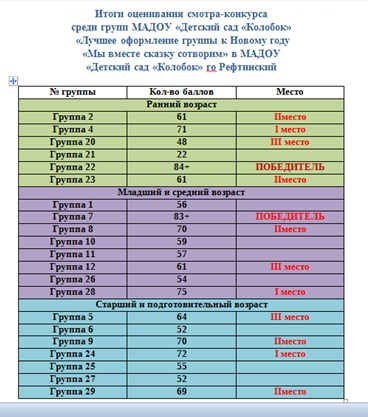 Итоги оценивания смотра-конкурса
среди групп МАДОУ «Детский сад «Колобок»
«Лучшее оформление группы к Новому году
«Мы вместе сказку сотворим» в МАДОУ
«Детский сад «Колобок» го Рефтинский
№ группы Кол-во баллов Место
Ранний возраст
Группа 2 61 IIместо
Группа 4 71 I место
Группа 20 48 III место
Группа 21 22
Группа 22 84+ ПОБЕДИТЕЛЬ
Группа 23 61 IIместо
Младший и средний возраст
Группа 1 56
Группа 7 83+ ПОБЕДИТЕЛЬ
Группа 8 70 IIместо
Группа 10 59
Группа 11 57
Группа 12 61 III место
Группа 26 54
Группа 28 75 I место
Старший и подготовительный возраст
Группа 5 64 III место
Группа 6 52
Группа 9 70 IIместо
Группа 24 72 I место
Группа 25 55
Группа 27 52
Группа 29 69 IIместо